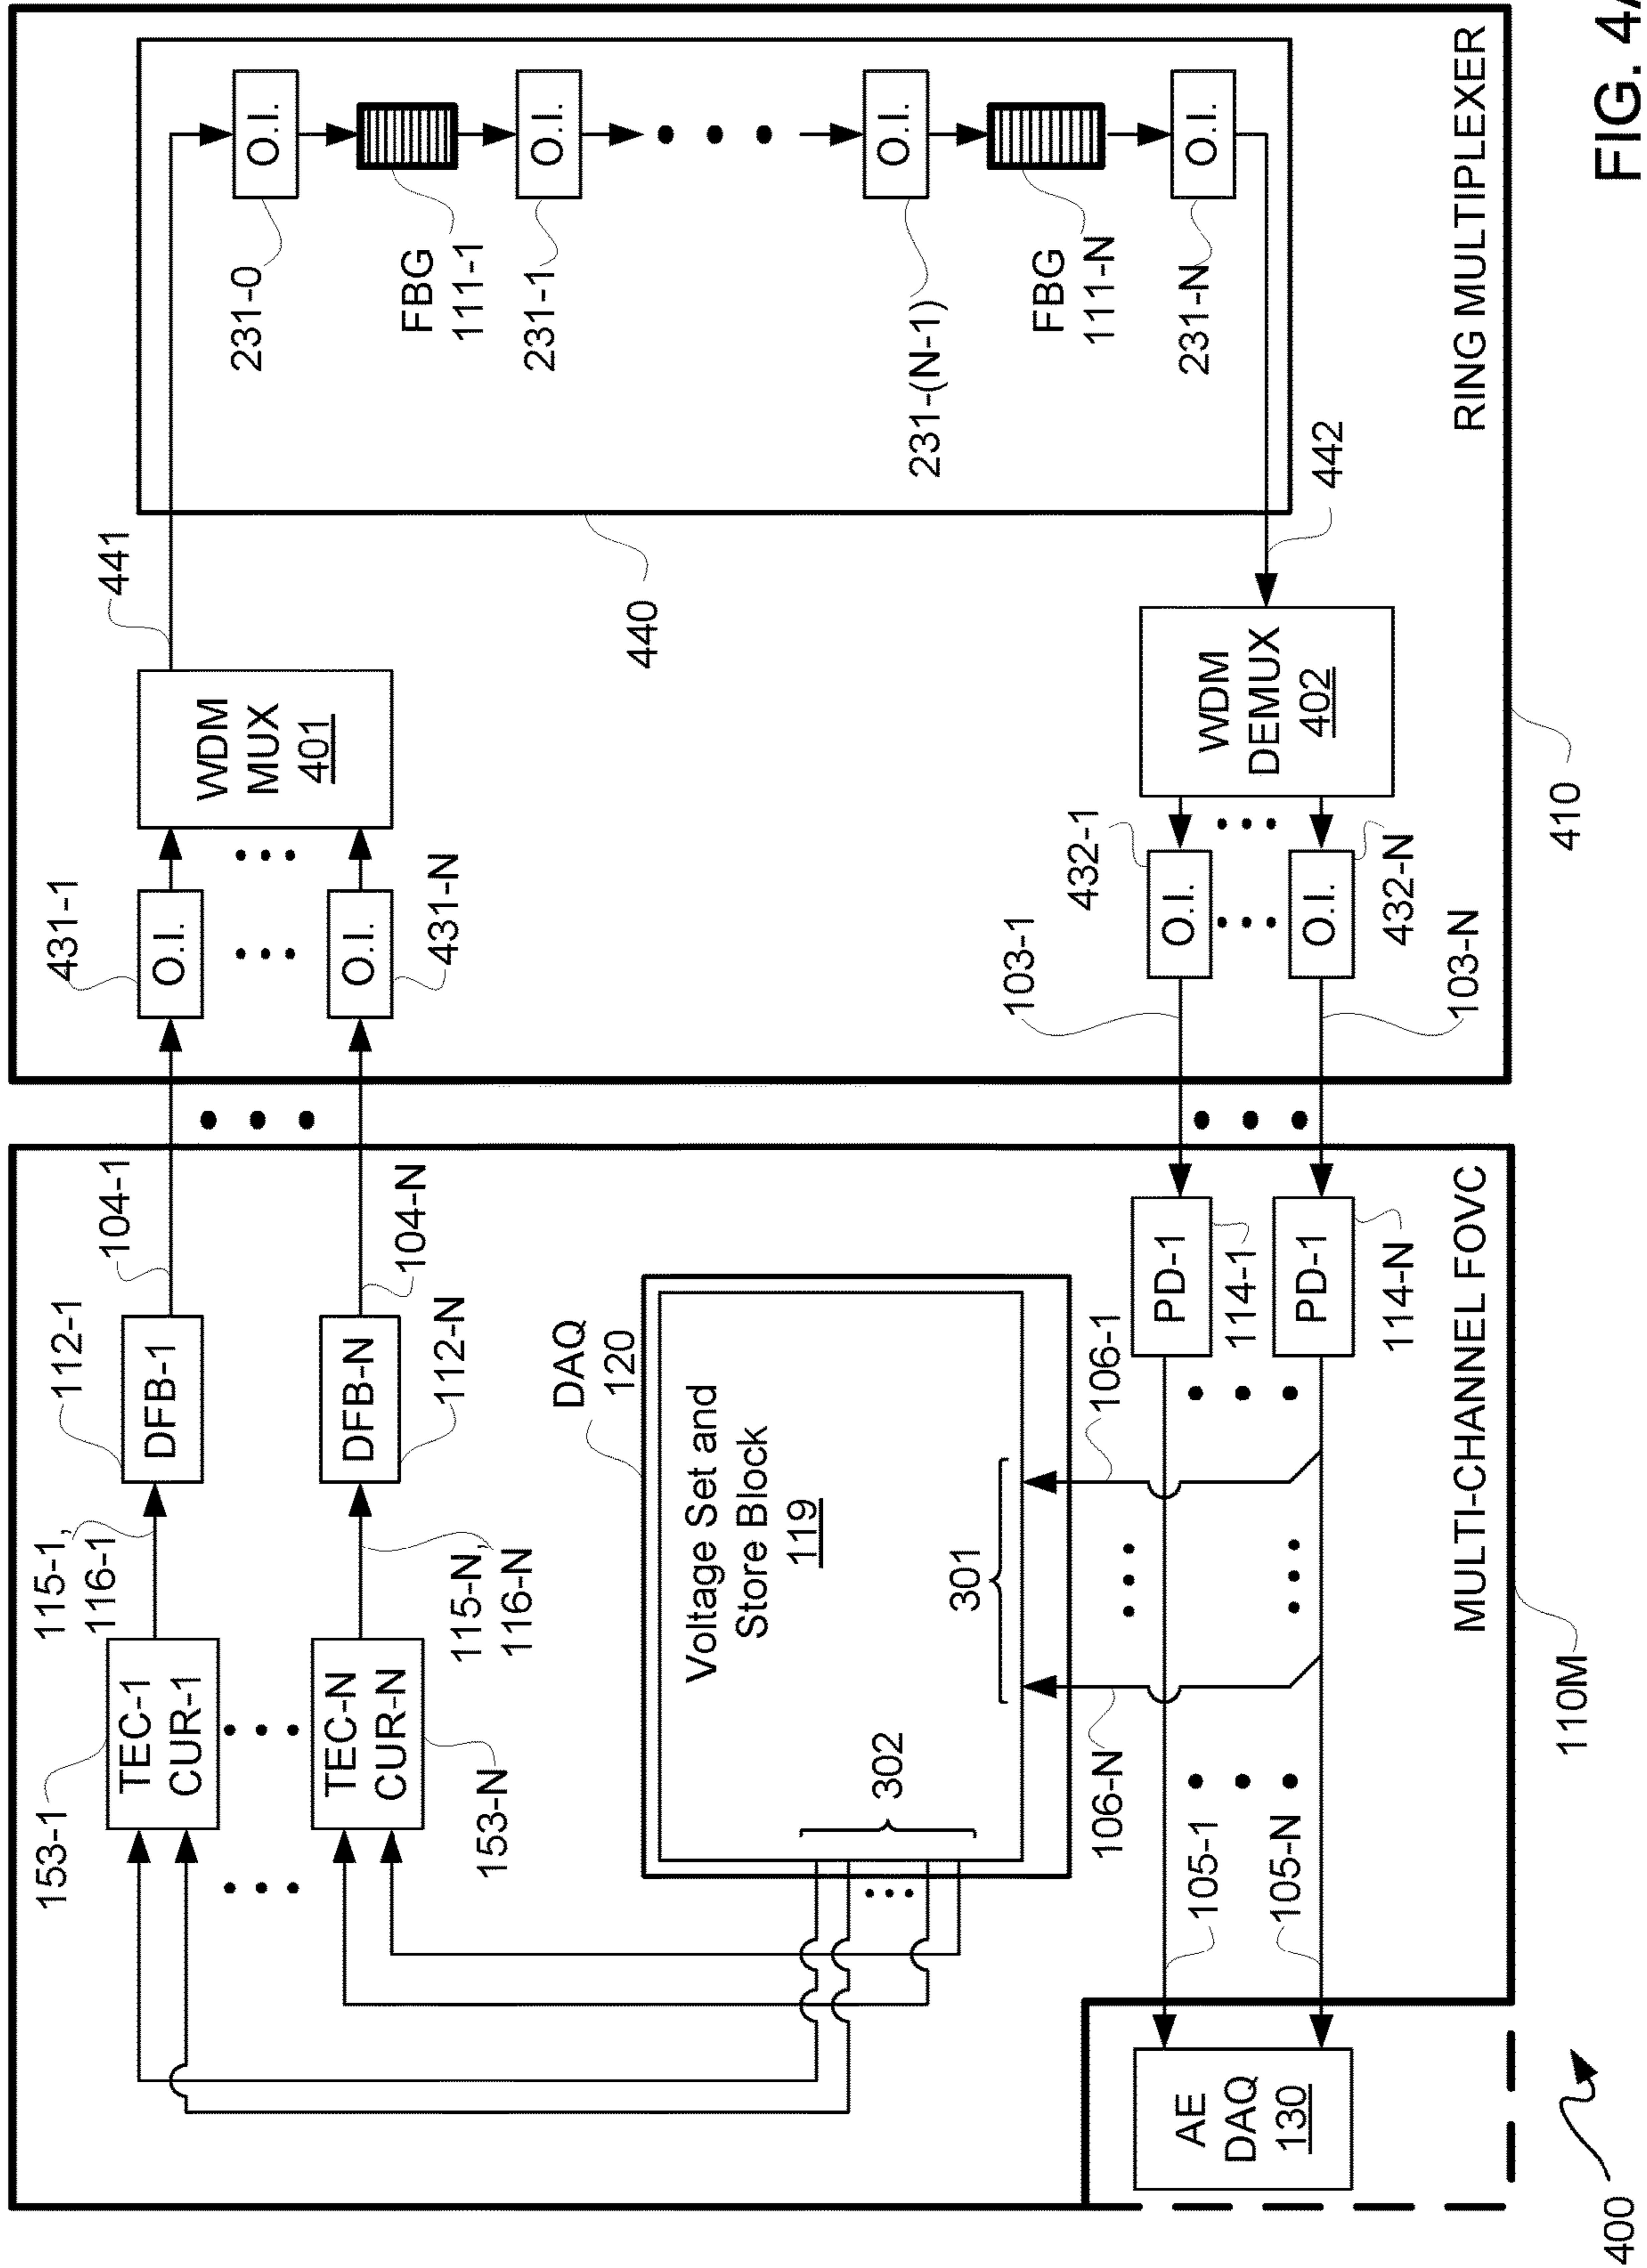 153-1
TEC-1
CUR-1
115-1,
116-1
112-1
DFB-1
104-1
TEC-N
CUR-N
153-N
115-N,
116-N
DFB-N
112-N
104-N
DAQ
120
Voltage Set and
Store Block
119
302
301
106-1
106-N
PD-1
114-1
PD-1
114-N
105-1
105-N
AE
DAQ
130
MULTI-CHANNEL FOVC
110M
400
431-1
O.I.
O.I.
431-N
WDM
MUX
401
441
440
O.I.
231-0
FBG
111-1
O.I.
231-1
O.I.
231-(N-1)
FBG
111-N
O.I.
231-N
442
WDM
DEMUX
402
432-1
O.I.
O.I.
432-N
103-1
103-N
RING MULTIPLEXER
410